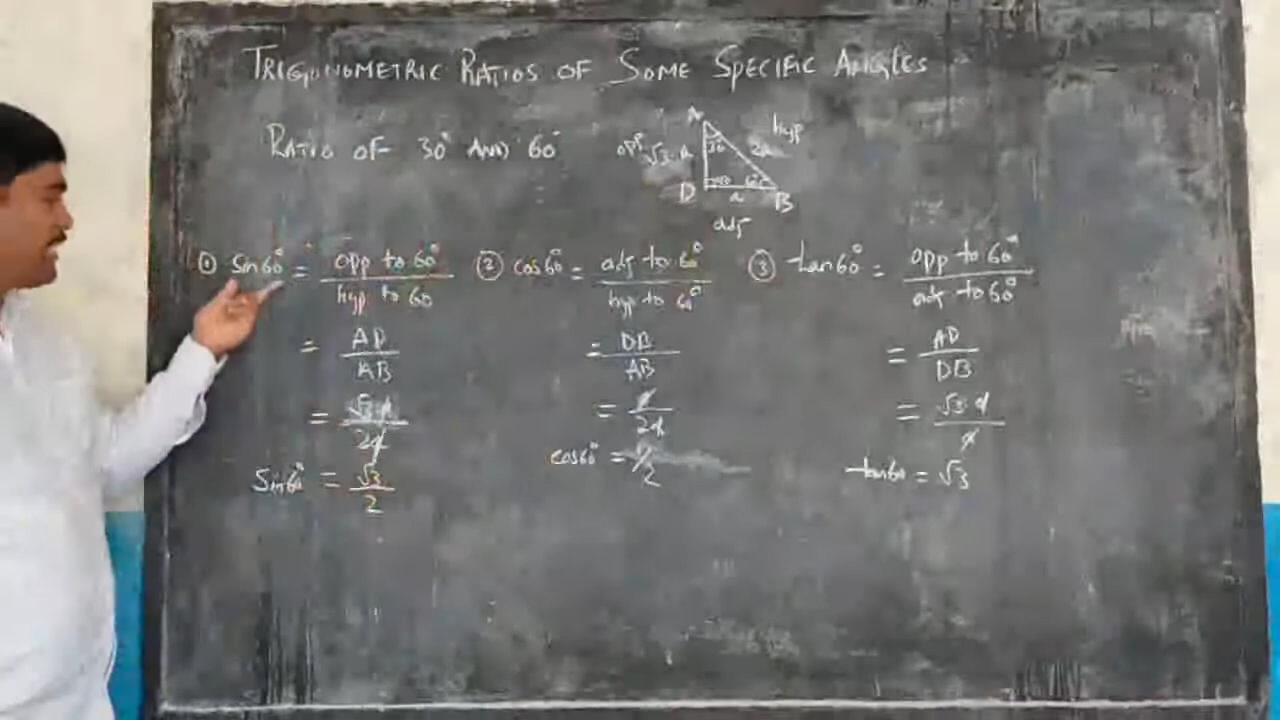 TRIGONOMETRIC RATIOS OF SOME SPECIFIC ANGLES
RATIO OF 30° AND 60°
A
hyp
opp √3·a 30 2a
D 90 60° B
a
adj
① Sin60° = opp to 60° / hyp to 60
= AD / AB
= √3·a / 2a
Sin60° = √3 / 2
② cos60° = adj to 60° / hyp to 60°
= DB / AB
= a / 2a
cos60° = 1/2
③ tan60° = opp to 60° / adj to 60°
= AD / DB
= √3·a / a
tan60 = √3